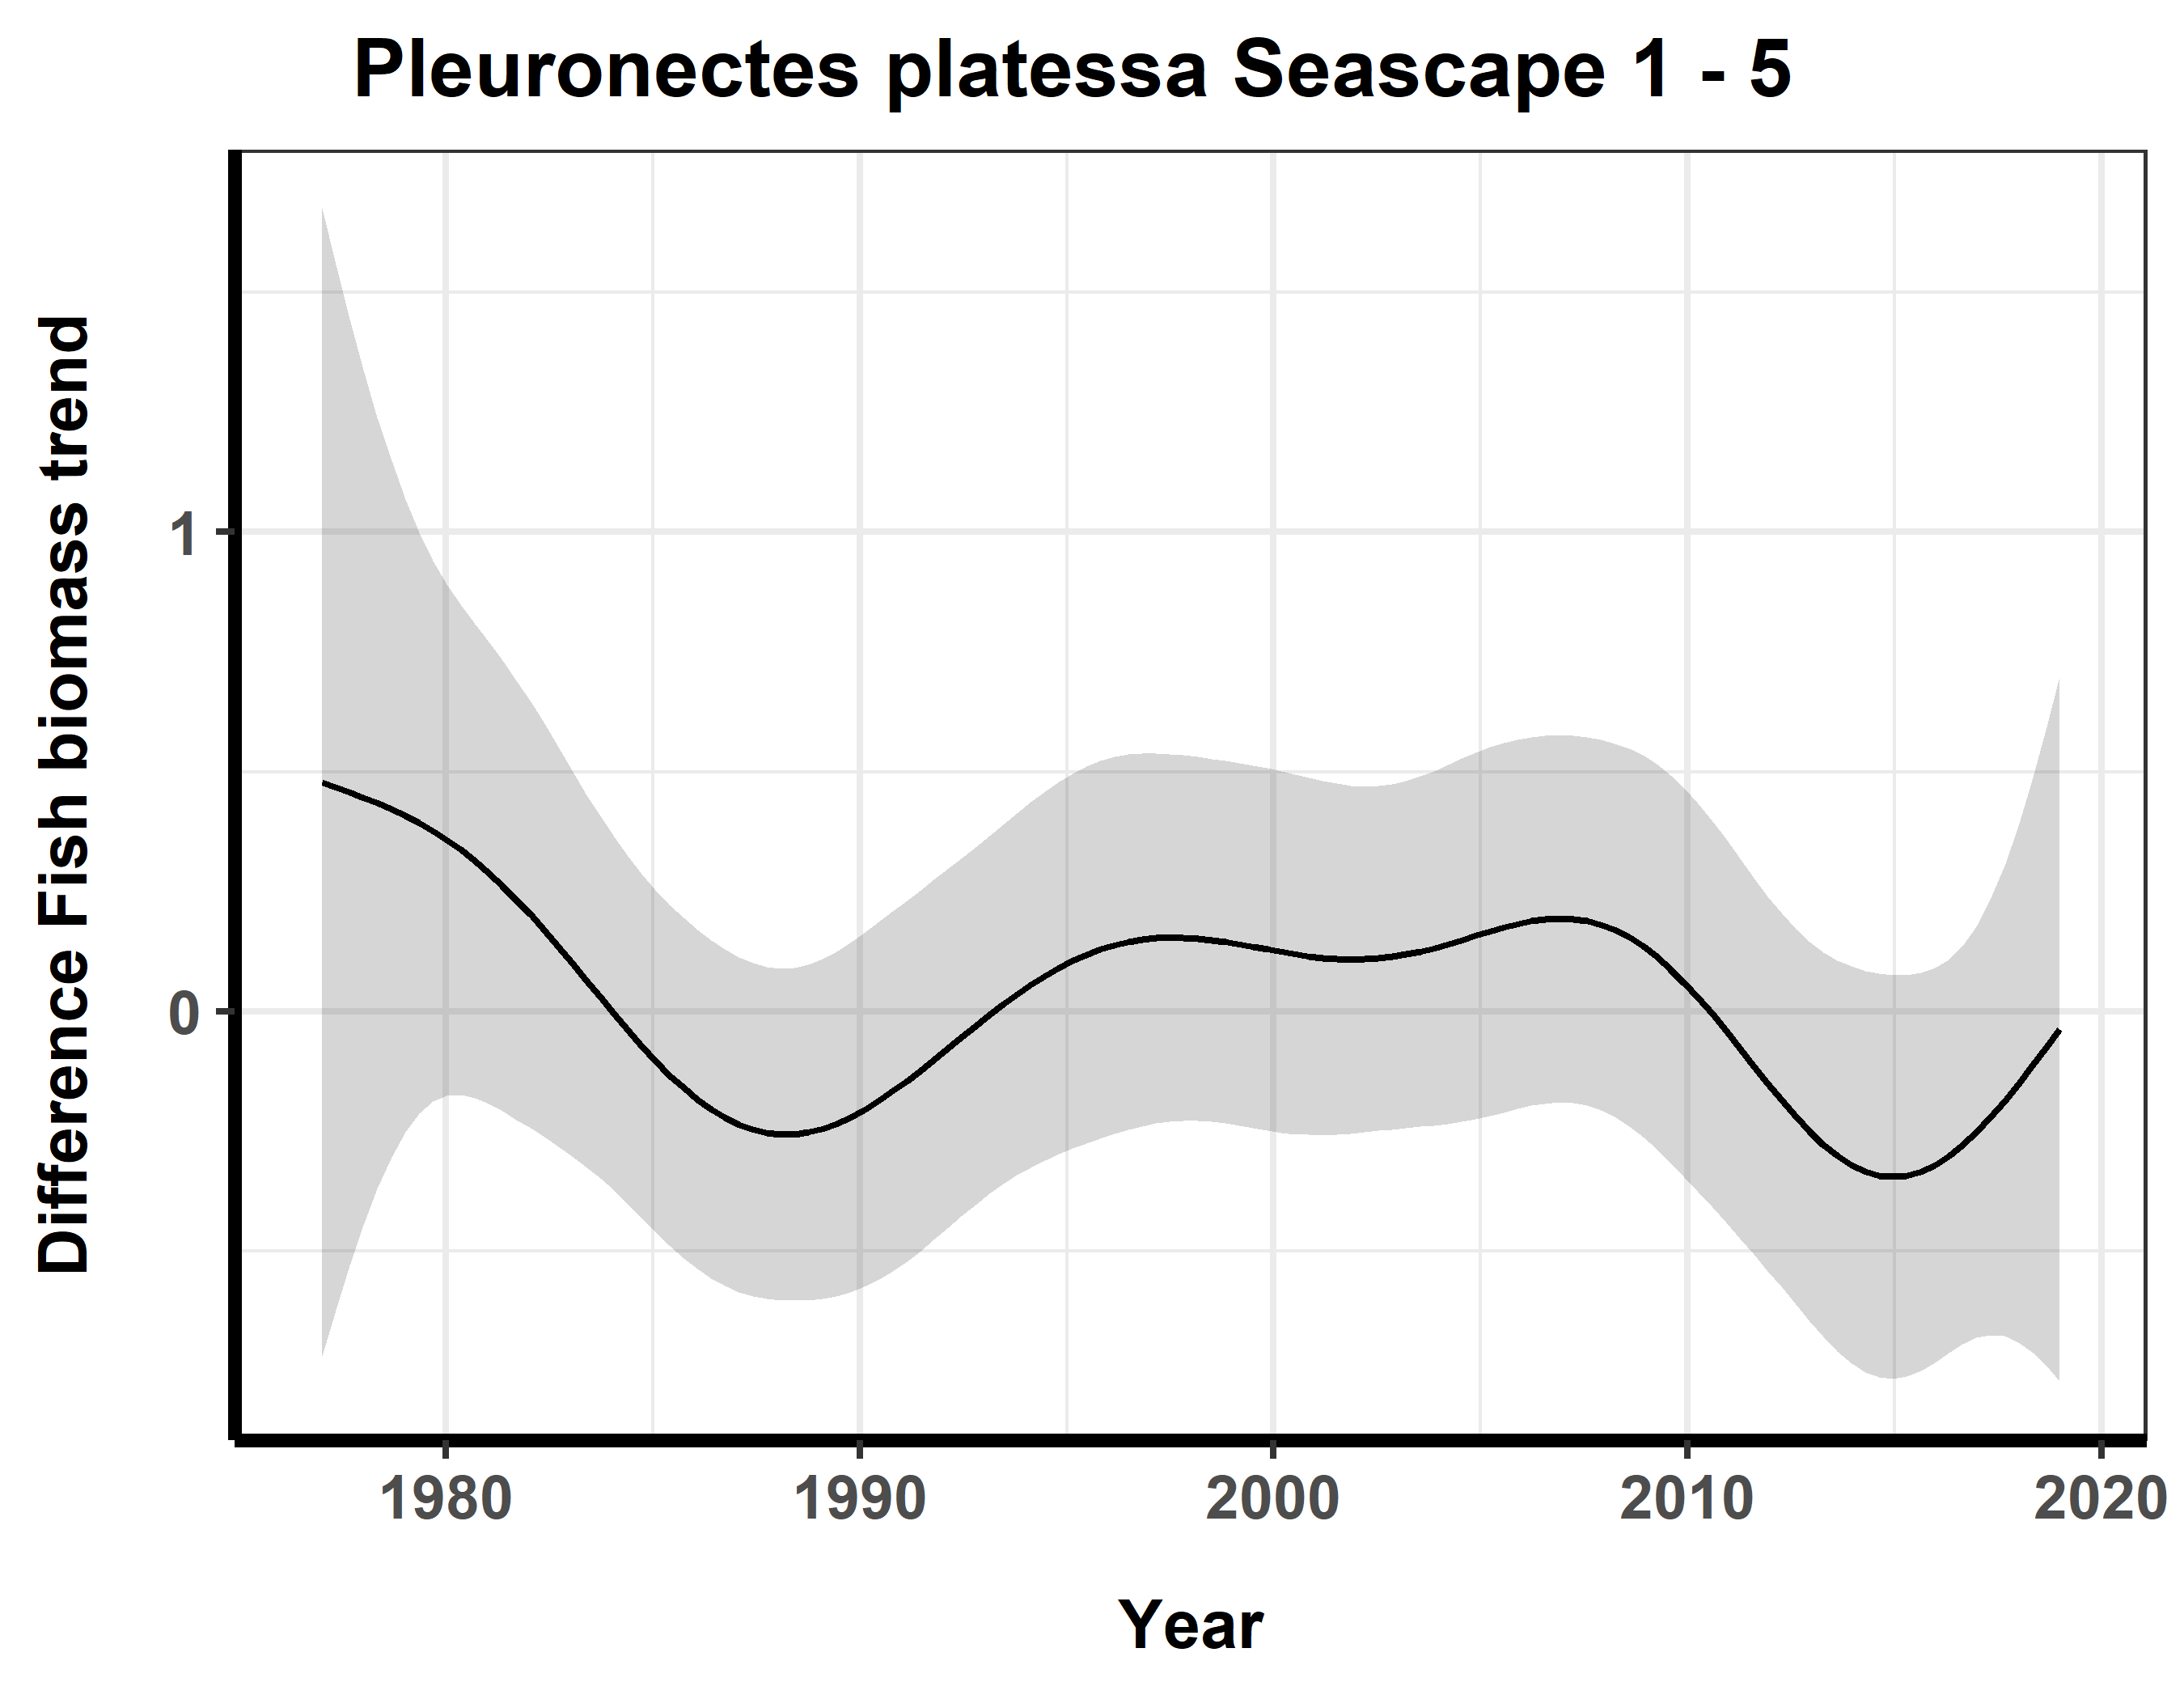 Pleuronectes platessa Seascape 1 - 5
Difference Fish biomass trend
1
0
1980
1990
2000
2010
2020
Year